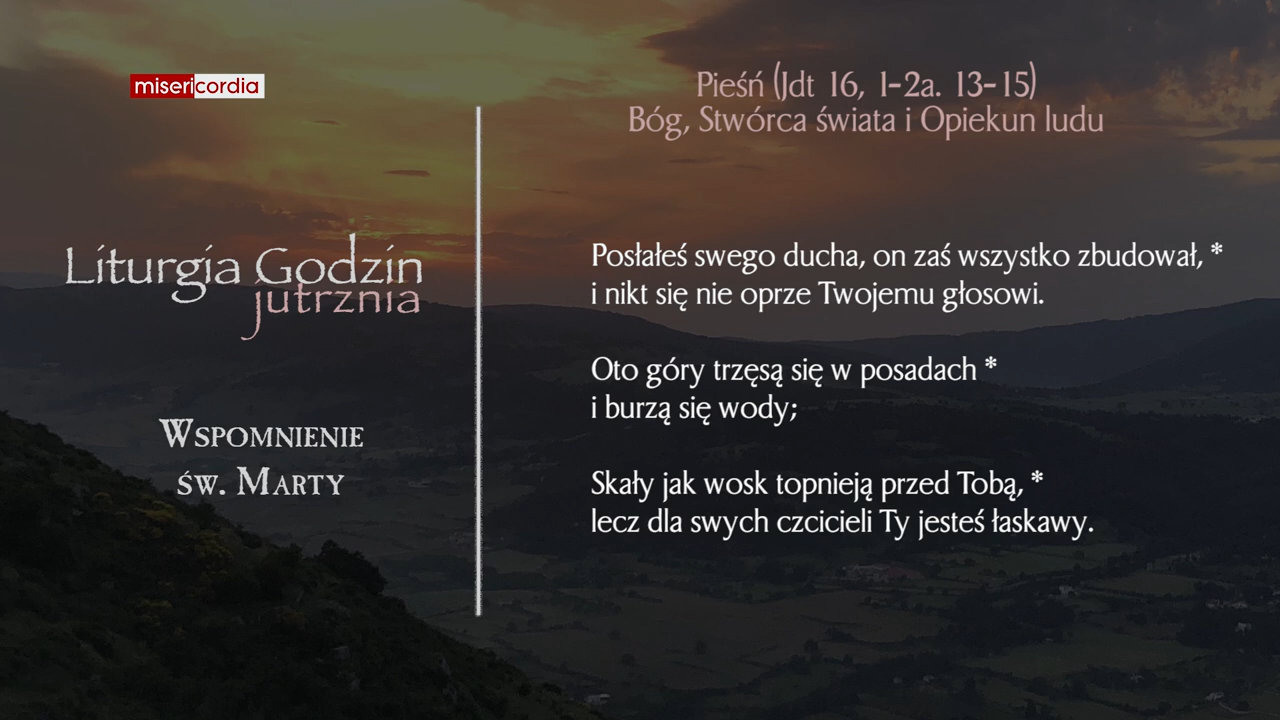 misericordia
Liturgia Godzin
jutrznia
Wspomnienie
św. Marty
Pieśń (Jdt 16, 1-2a. 13-15)
Bóg, Stwórca świata i Opiekun ludu
Posłałeś swego ducha, on zaś wszystko zbudował, *
i nikt się nie oprze Twojemu głosowi.
Oto góry trzęsą się w posadach *
i burzą się wody;
Skały jak wosk topnieją przed Tobą, *
lecz dla swych czcicieli Ty jesteś łaskawy.